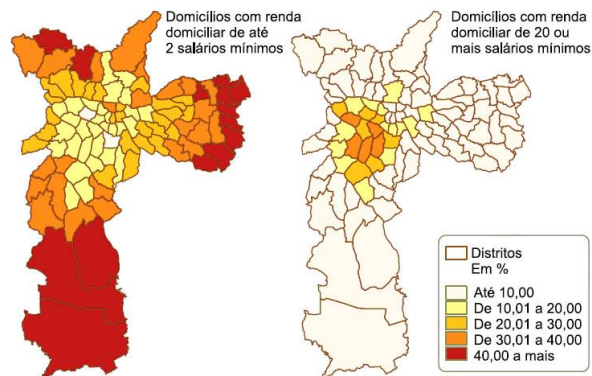 Domicílios com renda
domiciliar de até
2 salários mínimos
Domicílios com renda
domiciliar de 20 ou
mais salários mínimos
Distritos
Em %
Até 10,00
De 10,01 a 20,00
De 20,01 a 30,00
De 30,01 a 40,00
40,00 a mais